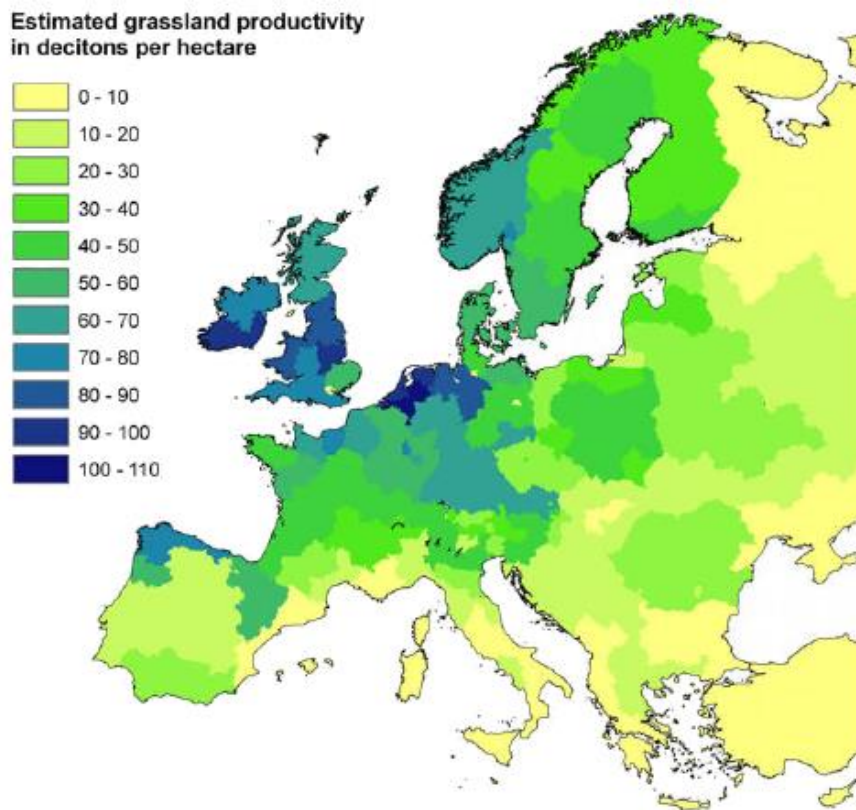 Estimated grassland productivity
in decitons per hectare
0 - 10
10 - 20
20 - 30
30 - 40
40 - 50
50 - 60
60 - 70
70 - 80
80 - 90
90 - 100
100 - 110